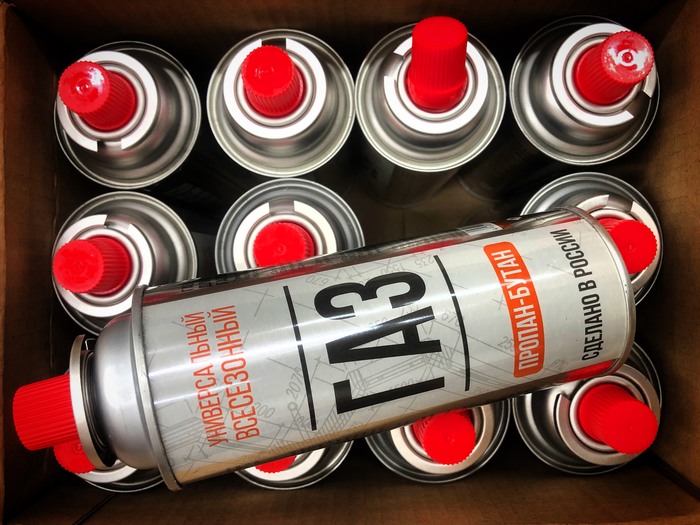 УНИВЕРСАЛЬНЫЙ
ВСЕСЕЗОННЫЙ
ГАЗ
ПРОПАН-БУТАН
СДЕЛАНО В РОССИИ